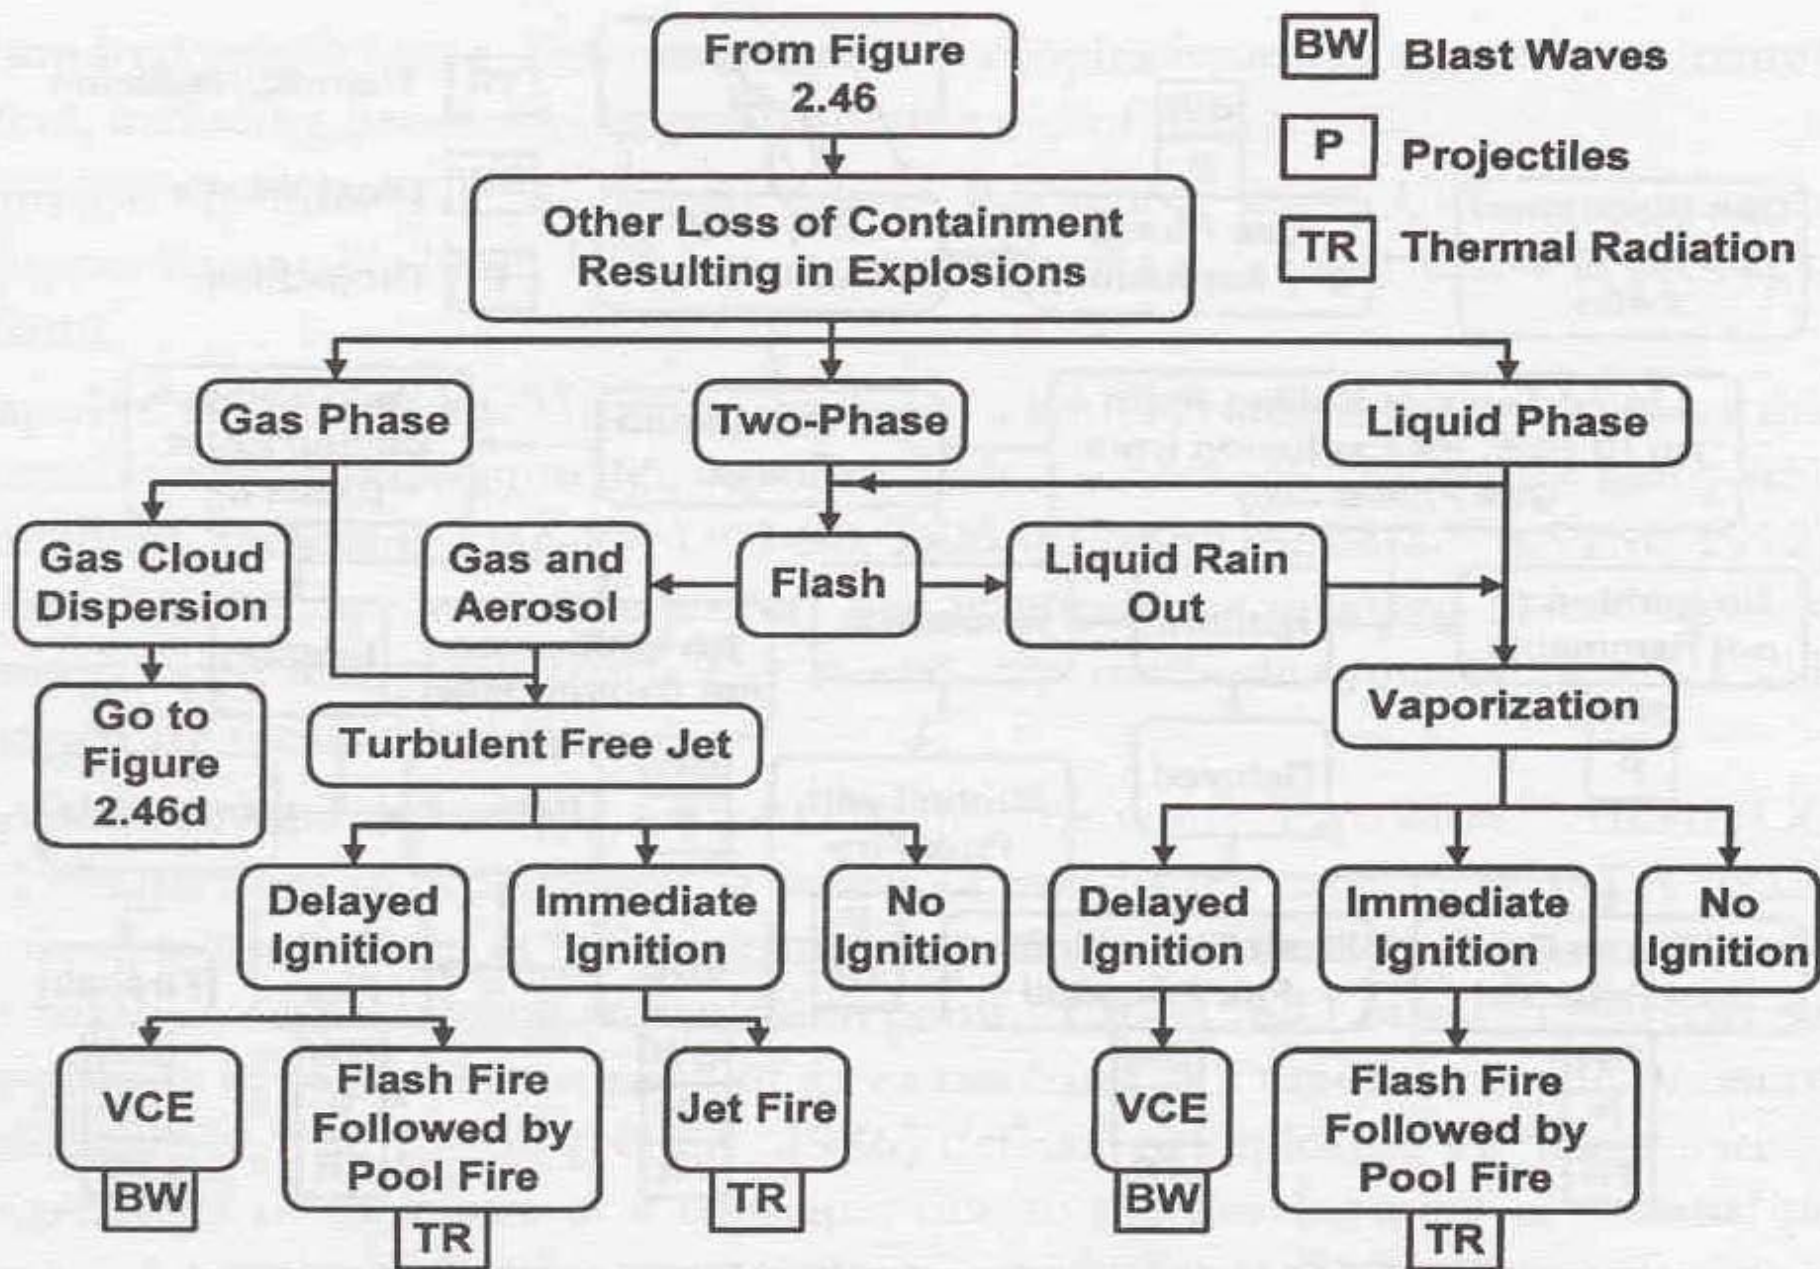 From Figure
2.46
BW Blast Waves
P Projectiles
TR Thermal Radiation
Other Loss of Containment
Resulting in Explosions
Gas Phase
Two-Phase
Liquid Phase
Gas Cloud
Dispersion
Gas and
Aerosol
Flash
Liquid Rain
Out
Go to
Figure
2.46d
Turbulent Free Jet
Vaporization
Delayed
Ignition
Immediate
Ignition
No
Ignition
Delayed
Ignition
Immediate
Ignition
No
Ignition
VCE
BW
Flash Fire
Followed by
Pool Fire
TR
Jet Fire
TR
VCE
BW
Flash Fire
Followed by
Pool Fire
TR